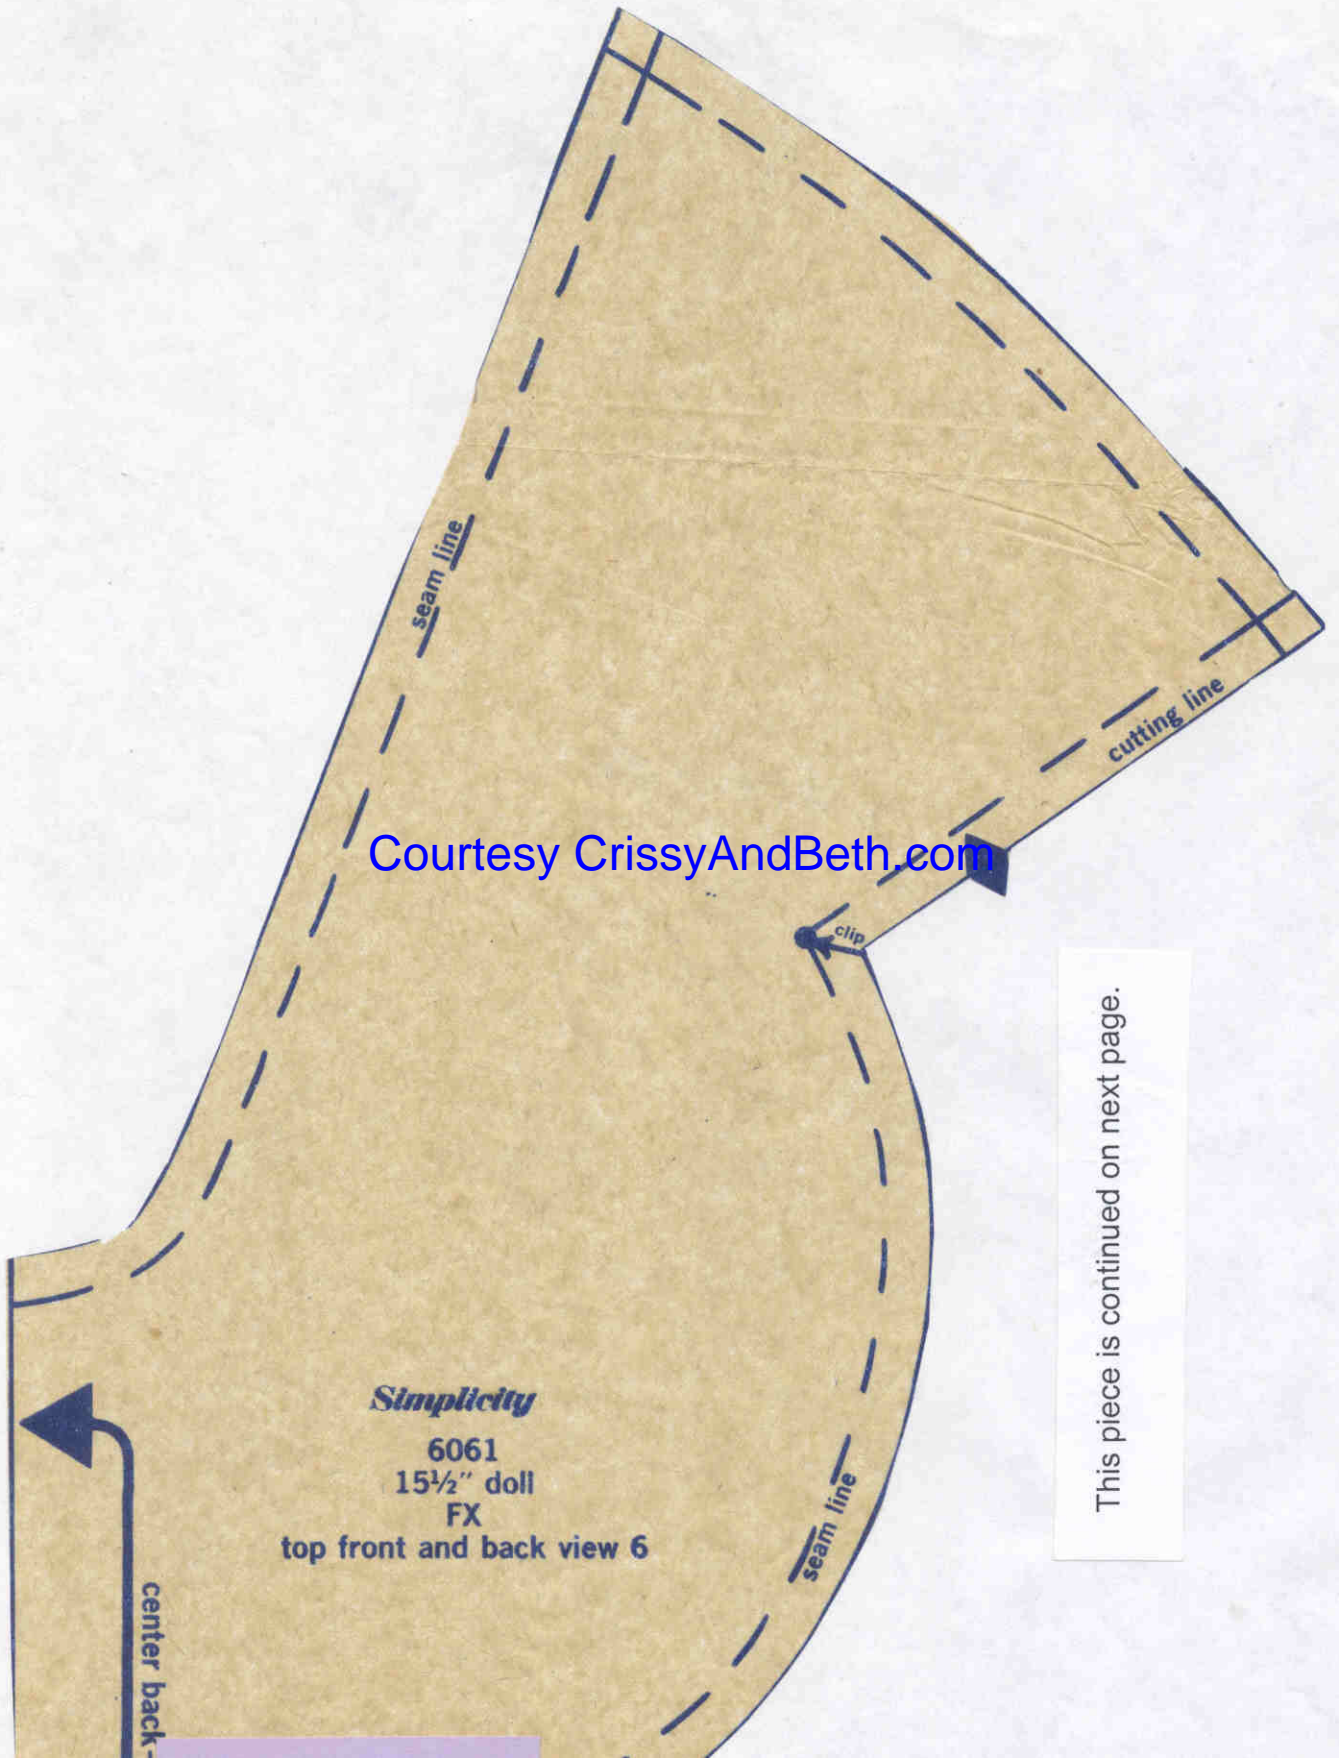 seam line
cutting line
Courtesy CrissyAndBeth.com
clip
This piece is continued on next page.
Simplicity
6061
15½" doll
FX
top front and back view 6
seam line
center back-